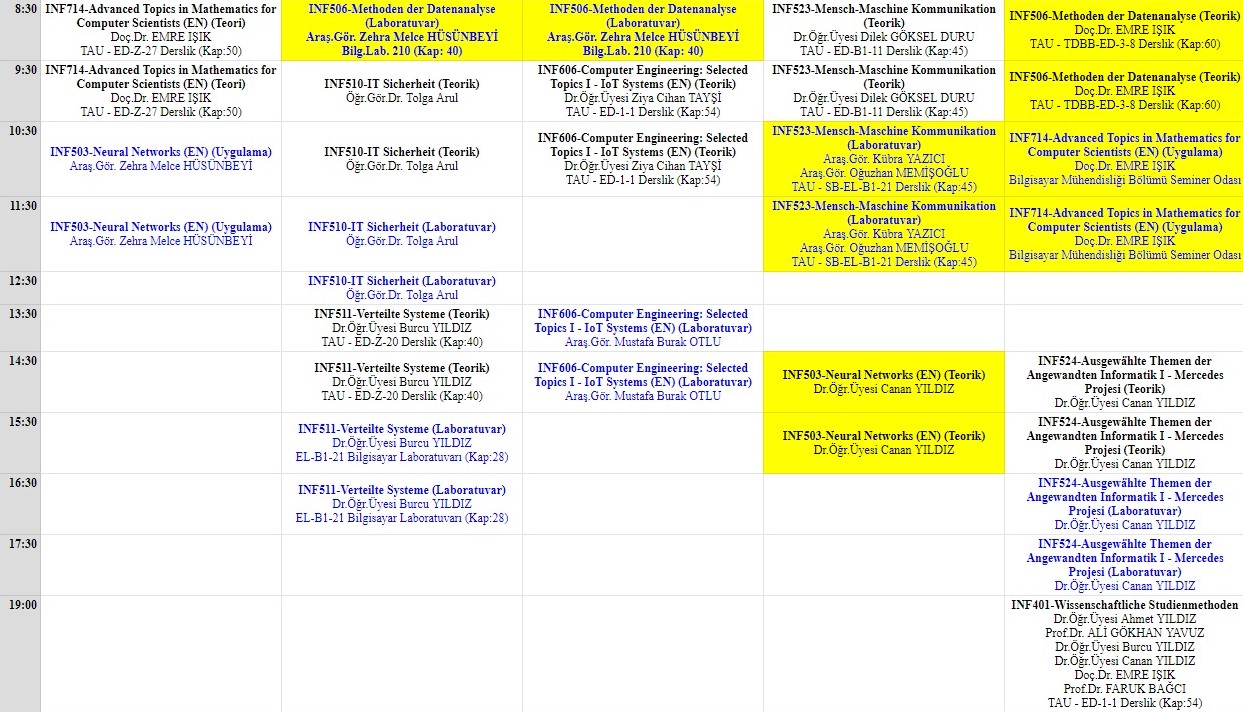 8:30
INF714-Advanced Topics in Mathematics for
Computer Scientists (EN) (Teori)
Doç.Dr. EMRE IŞIK
TAU - ED-Z-27 Derslik (Kap:50)
INF506-Methoden der Datenanalyse
(Laboratuvar)
Araş.Gör. Zehra Melce HÜSÜNBEYİ
Bilg.Lab. 210 (Kap: 40)
INF506-Methoden der Datenanalyse
(Laboratuvar)
Araş.Gör. Zehra Melce HÜSÜNBEYİ
Bilg.Lab. 210 (Kap: 40)
INF523-Mensch-Maschine Kommunikation
(Teorik)
Dr.Öğr.Üyesi Dilek GÖKSEL DURU
TAU - ED-B1-11 Derslik (Kap:45)
INF506-Methoden der Datenanalyse (Teorik)
Doç.Dr. EMRE IŞIK
TAU - TDBB-ED-3-8 Derslik (Kap:60)
9:30
INF714-Advanced Topics in Mathematics for
Computer Scientists (EN) (Teori)
Doç.Dr. EMRE IŞIK
TAU - ED-Z-27 Derslik (Kap:50)
INF510-IT Sicherheit (Teorik)
Öğr.Gör.Dr. Tolga Arul
INF606-Computer Engineering: Selected
Topics I - IoT Systems (EN) (Teorik)
Dr.Öğr.Üyesi Ziya Cihan TAYŞİ
TAU - ED-1-1 Derslik (Kap:54)
INF523-Mensch-Maschine Kommunikation
(Teorik)
Dr.Öğr.Üyesi Dilek GÖKSEL DURU
TAU - ED-B1-11 Derslik (Kap:45)
INF506-Methoden der Datenanalyse (Teorik)
Doç.Dr. EMRE IŞIK
TAU - TDBB-ED-3-8 Derslik (Kap:60)
10:30
INF503-Neural Networks (EN) (Uygulama)
Araş.Gör. Zehra Melce HÜSÜNBEYİ
INF510-IT Sicherheit (Teorik)
Öğr.Gör.Dr. Tolga Arul
INF606-Computer Engineering: Selected
Topics I - IoT Systems (EN) (Teorik)
Dr.Öğr.Üyesi Ziya Cihan TAYŞİ
TAU - ED-1-1 Derslik (Kap:54)
INF523-Mensch-Maschine Kommunikation
(Laboratuvar)
Araş.Gör. Kübra YAZICI
Araş.Gör. Oğuzhan MEMİŞOĞLU
TAU - SB-EL-B1-21 Derslik (Kap:45)
INF714-Advanced Topics in Mathematics for
Computer Scientists (EN) (Uygulama)
Doç.Dr. EMRE IŞIK
Bilgisayar Mühendisliği Bölümü Seminer Odası
11:30
INF503-Neural Networks (EN) (Uygulama)
Araş.Gör. Zehra Melce HÜSÜNBEYİ
INF510-IT Sicherheit (Laboratuvar)
Öğr.Gör.Dr. Tolga Arul
INF523-Mensch-Maschine Kommunikation
(Laboratuvar)
Araş.Gör. Kübra YAZICI
Araş.Gör. Oğuzhan MEMİŞOĞLU
TAU - SB-EL-B1-21 Derslik (Kap:45)
INF714-Advanced Topics in Mathematics for
Computer Scientists (EN) (Uygulama)
Doç.Dr. EMRE IŞIK
Bilgisayar Mühendisliği Bölümü Seminer Odası
12:30
INF510-IT Sicherheit (Laboratuvar)
Öğr.Gör.Dr. Tolga Arul
13:30
INF511-Verteilte Systeme (Teorik)
Dr.Öğr.Üyesi Burcu YILDIZ
TAU - ED-Z-20 Derslik (Kap:40)
INF606-Computer Engineering: Selected
Topics I - IoT Systems (EN) (Laboratuvar)
Araş.Gör. Mustafa Burak OTLU
14:30
INF511-Verteilte Systeme (Teorik)
Dr.Öğr.Üyesi Burcu YILDIZ
TAU - ED-Z-20 Derslik (Kap:40)
INF606-Computer Engineering: Selected
Topics I - IoT Systems (EN) (Laboratuvar)
Araş.Gör. Mustafa Burak OTLU
INF503-Neural Networks (EN) (Teorik)
Dr.Öğr.Üyesi Canan YILDIZ
INF524-Ausgewählte Themen der
Angewandten Informatik I - Mercedes
Projesi (Teorik)
Dr.Öğr.Üyesi Canan YILDIZ
15:30
INF511-Verteilte Systeme (Laboratuvar)
Dr.Öğr.Üyesi Burcu YILDIZ
EL-B1-21 Bilgisayar Laboratuvarı (Kap:28)
INF503-Neural Networks (EN) (Teorik)
Dr.Öğr.Üyesi Canan YILDIZ
INF524-Ausgewählte Themen der
Angewandten Informatik I - Mercedes
Projesi (Teorik)
Dr.Öğr.Üyesi Canan YILDIZ
16:30
INF511-Verteilte Systeme (Laboratuvar)
Dr.Öğr.Üyesi Burcu YILDIZ
EL-B1-21 Bilgisayar Laboratuvarı (Kap:28)
INF524-Ausgewählte Themen der
Angewandten Informatik I - Mercedes
Projesi (Laboratuvar)
Dr.Öğr.Üyesi Canan YILDIZ
17:30
INF524-Ausgewählte Themen der
Angewandten Informatik I - Mercedes
Projesi (Laboratuvar)
Dr.Öğr.Üyesi Canan YILDIZ
19:00
INF401-Wissenschaftliche Studienmethoden
Dr.Öğr.Üyesi Ahmet YILDIZ
Prof.Dr. ALİ GÖKHAN YAVUZ
Dr.Öğr.Üyesi Burcu YILDIZ
Dr.Öğr.Üyesi Canan YILDIZ
Doç.Dr. EMRE IŞIK
Prof.Dr. FARUK BAĞCI
TAU - ED-1-1 Derslik (Kap:54)